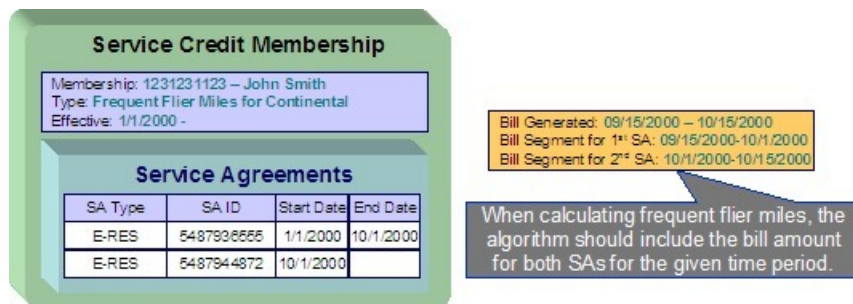 Service Credit Membership
Membership: 1231231123 – John Smith
Type: Frequent Flier Miles for Continental
Effective: 1/1/2000 -
Service Agreements
SA Type SA ID Start Date End Date
E-RES 5487936555 1/1/2000 10/1/2000
E-RES 5487944872 10/1/2000
Bill Generated: 09/15/2000 – 10/15/2000
Bill Segment for 1st SA: 09/15/2000-10/1/2000
Bill Segment for 2nd SA: 10/1/2000-10/15/2000
When calculating frequent flier miles, the
algorithm should include the bill amount
for both SAs for the given time period.